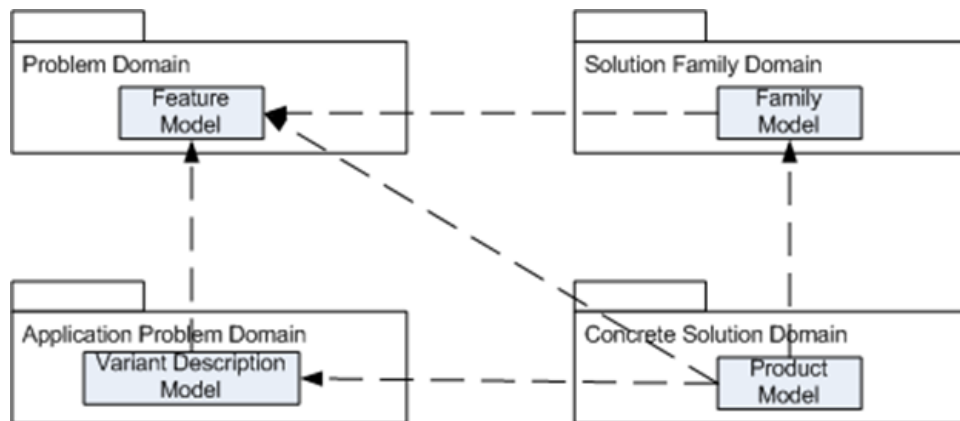 Problem Domain
Feature
Model
Solution Family Domain
Family
Model
Application Problem Domain
Variant Description
Model
Concrete Solution Domain
Product
Model